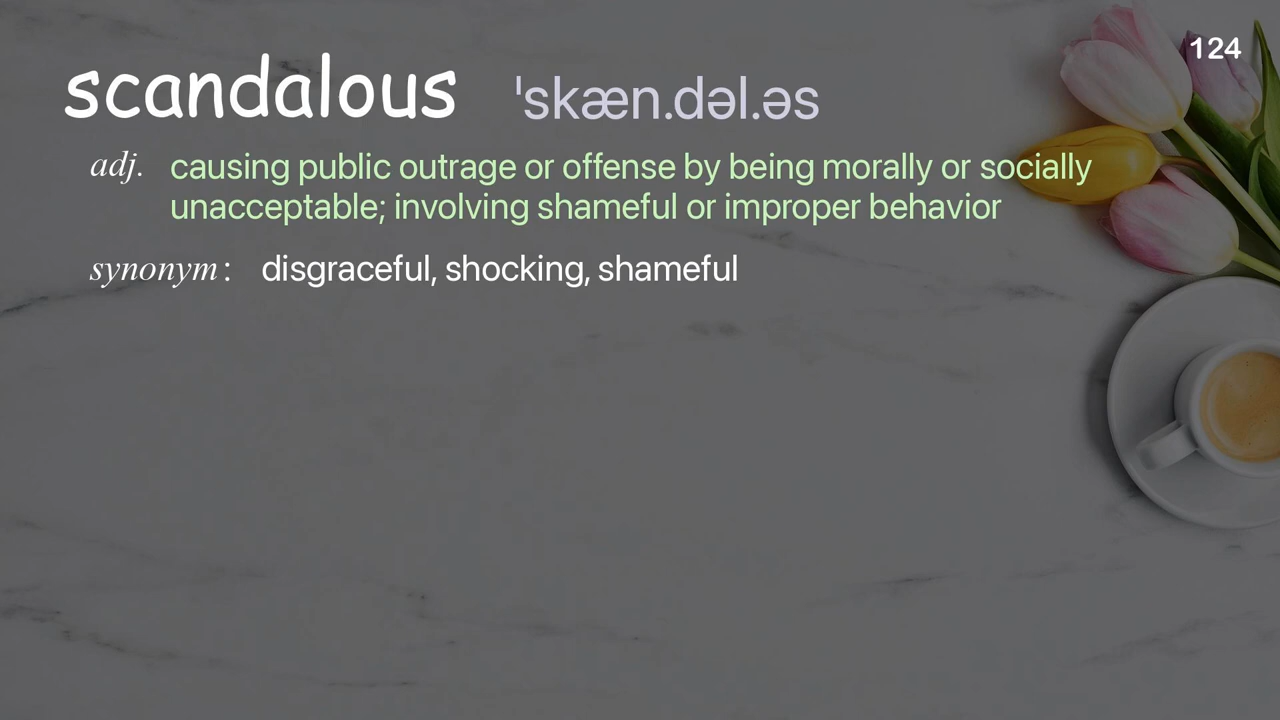 124
scandalous ˈskæn.dəl.əs
adj. causing public outrage or offense by being morally or socially
unacceptable; involving shameful or improper behavior
synonym: disgraceful, shocking, shameful